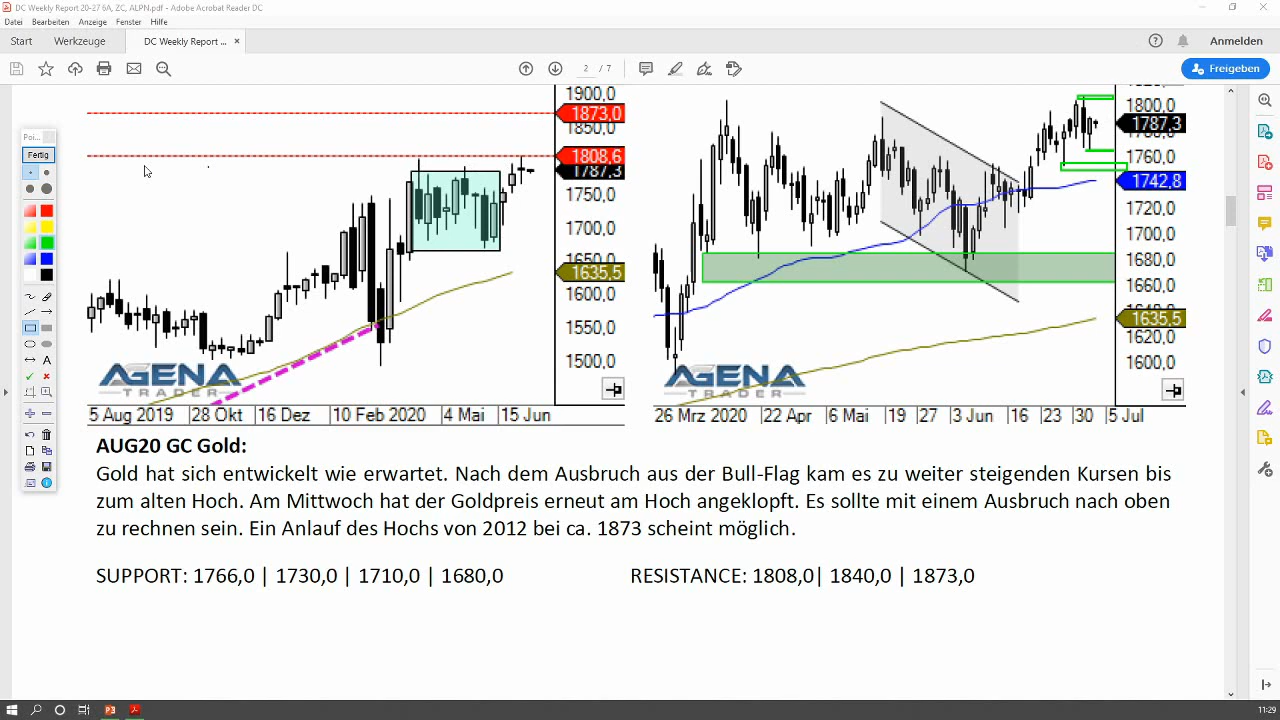 DC Weekly Report 20-27 6A, ZC, ALPN.pdf - Adobe Acrobat Reader DC
Datei Bearbeiten Anzeige Fenster Hilfe
Start Werkzeuge DC Weekly Report ... × Anmelden
2 / 7 Freigeben
Poi...
Fertig
A
1900,0
1873,0
1850,0
1808,6
1787,3
1750,0
1700,0
1650,0
1635,5
1600,0
1550,0
1500,0
AGENA
TRADER
5 Aug 2019 28 Okt 16 Dez 10 Feb 2020 4 Mai 15 Jun
1800,0
1787,3
1760,0
1742,8
1720,0
1700,0
1680,0
1660,0
1635,5
1620,0
1600,0
AGENA
TRADER
26 Mrz 2020 22 Apr 6 Mai 19 27 3 Jun 16 23 30 5 Jul
AUG20 GC Gold:
Gold hat sich entwickelt wie erwartet. Nach dem Ausbruch aus der Bull-Flag kam es zu weiter steigenden Kursen bis
zum alten Hoch. Am Mittwoch hat der Goldpreis erneut am Hoch angeklopft. Es sollte mit einem Ausbruch nach oben
zu rechnen sein. Ein Anlauf des Hochs von 2012 bei ca. 1873 scheint möglich.
SUPPORT: 1766,0 | 1730,0 | 1710,0 | 1680,0 RESISTANCE: 1808,0| 1840,0 | 1873,0
11:29